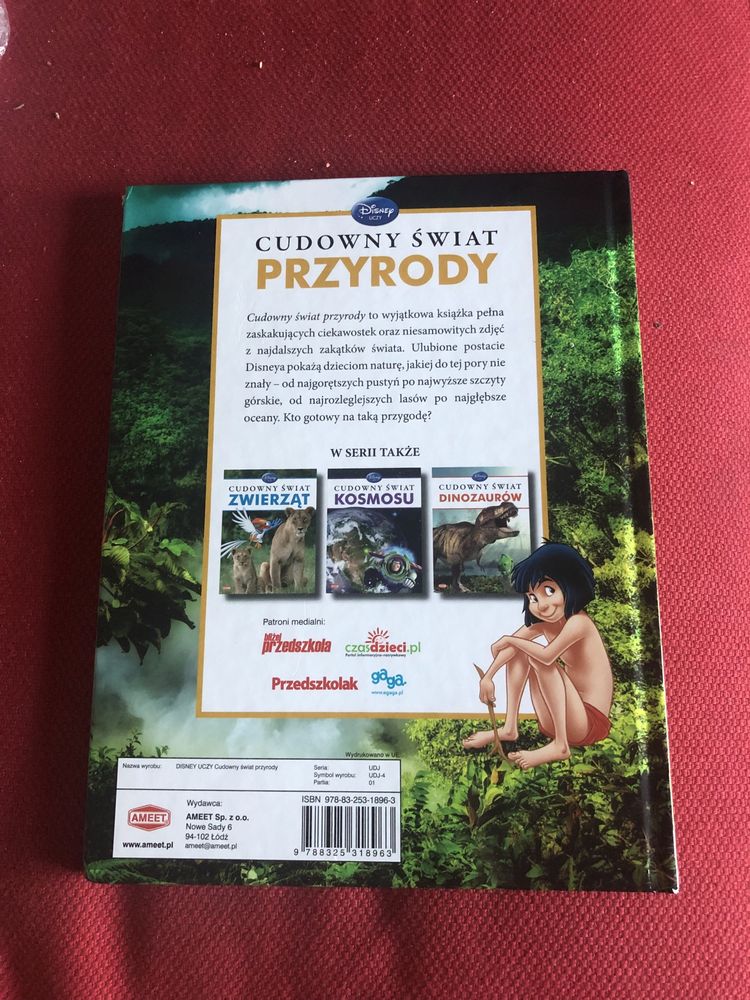 Disney
UCZY
CUDOWNY ŚWIAT
PRZYRODY
Cudowny świat przyrody to wyjątkowa książka pełna
zaskakujących ciekawostek oraz niesamowitych zdjęć
z najdalszych zakątków świata. Ulubione postacie
Disneya pokażą dzieciom naturę, jakiej do tej pory nie
znały – od najgorętszych pustyń po najwyższe szczyty
górskie, od najrozleglejszych lasów po najgłębsze
oceany. Kto gotowy na taką przygodę?
W SERII TAKŻE
CUDOWNY ŚWIAT
ZWIERZĄT
CUDOWNY ŚWIAT
KOSMOSU
CUDOWNY ŚWIAT
DINOZAURÓW
Patroni medialni:
bliżej
przedszkola
czasdzieci.pl
Portal informacyjno-rozrywkowy
Przedszkolak
gaga
www.egaga.pl
Wydrukowano w UE.
Nazwa wyrobu: DISNEY UCZY Cudowny świat przyrody
Seria: UDJ
Symbol wyrobu: UDJ-4
Partia: 01
AMEET
www.ameet.pl
Wydawca:
AMEET Sp. z o.o.
Nowe Sady 6
94-102 Łódź
ameet@ameet.pl
ISBN 978-83-253-1896-3
9 788325 318963